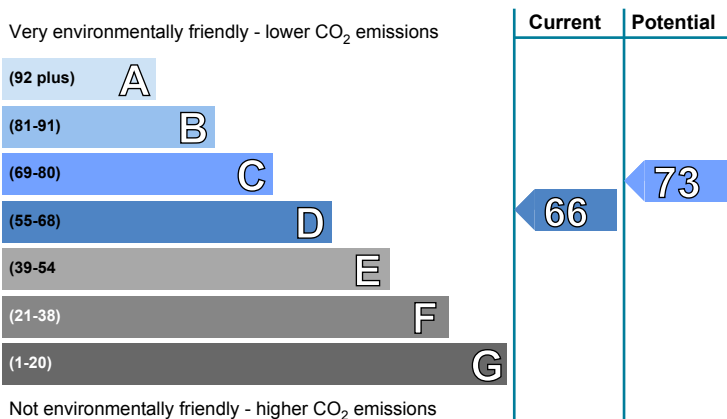 Very environmentally friendly - lower CO₂ emissions
Current Potential
(92 plus) A
(81-91) B
(69-80) C
73
(55-68) D
66
(39-54 E
(21-38) F
(1-20) G
Not environmentally friendly - higher CO₂ emissions